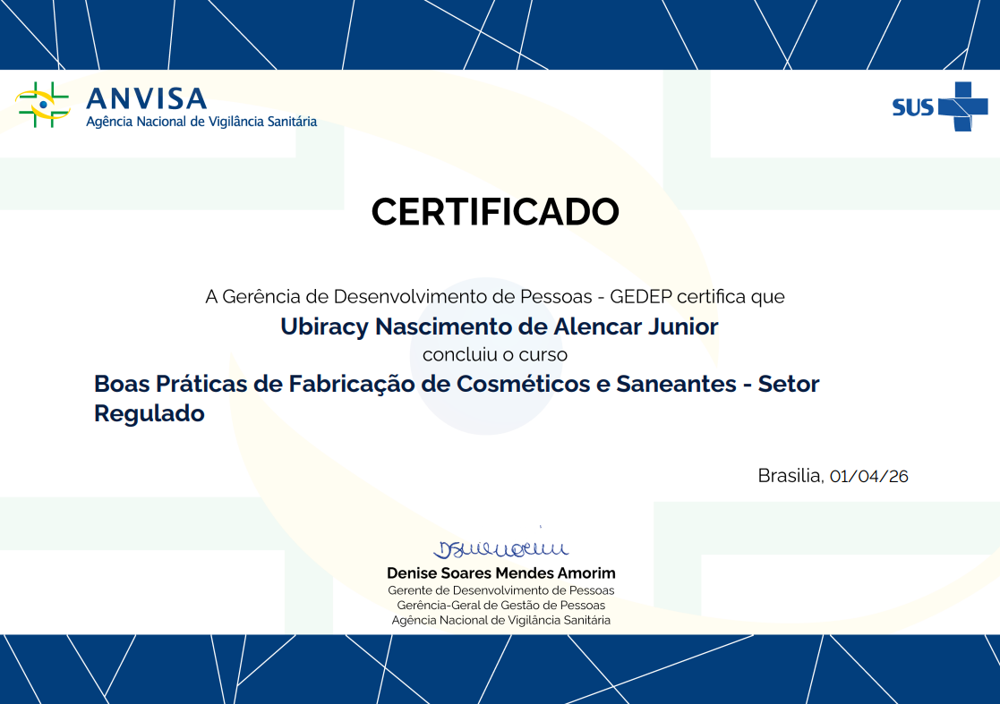 ANVISA
Agência Nacional de Vigilância Sanitária
SUS
CERTIFICADO
A Gerência de Desenvolvimento de Pessoas - GEDEP certifica que
Ubiracy Nascimento de Alencar Junior
concluiu o curso
Boas Práticas de Fabricação de Cosméticos e Saneantes - Setor
Regulado
Brasilia, 01/04/26
Denise Soares Mendes Amorim
Gerente de Desenvolvimento de Pessoas
Gerência-Geral de Gestão de Pessoas
Agência Nacional de Vigilância Sanitária